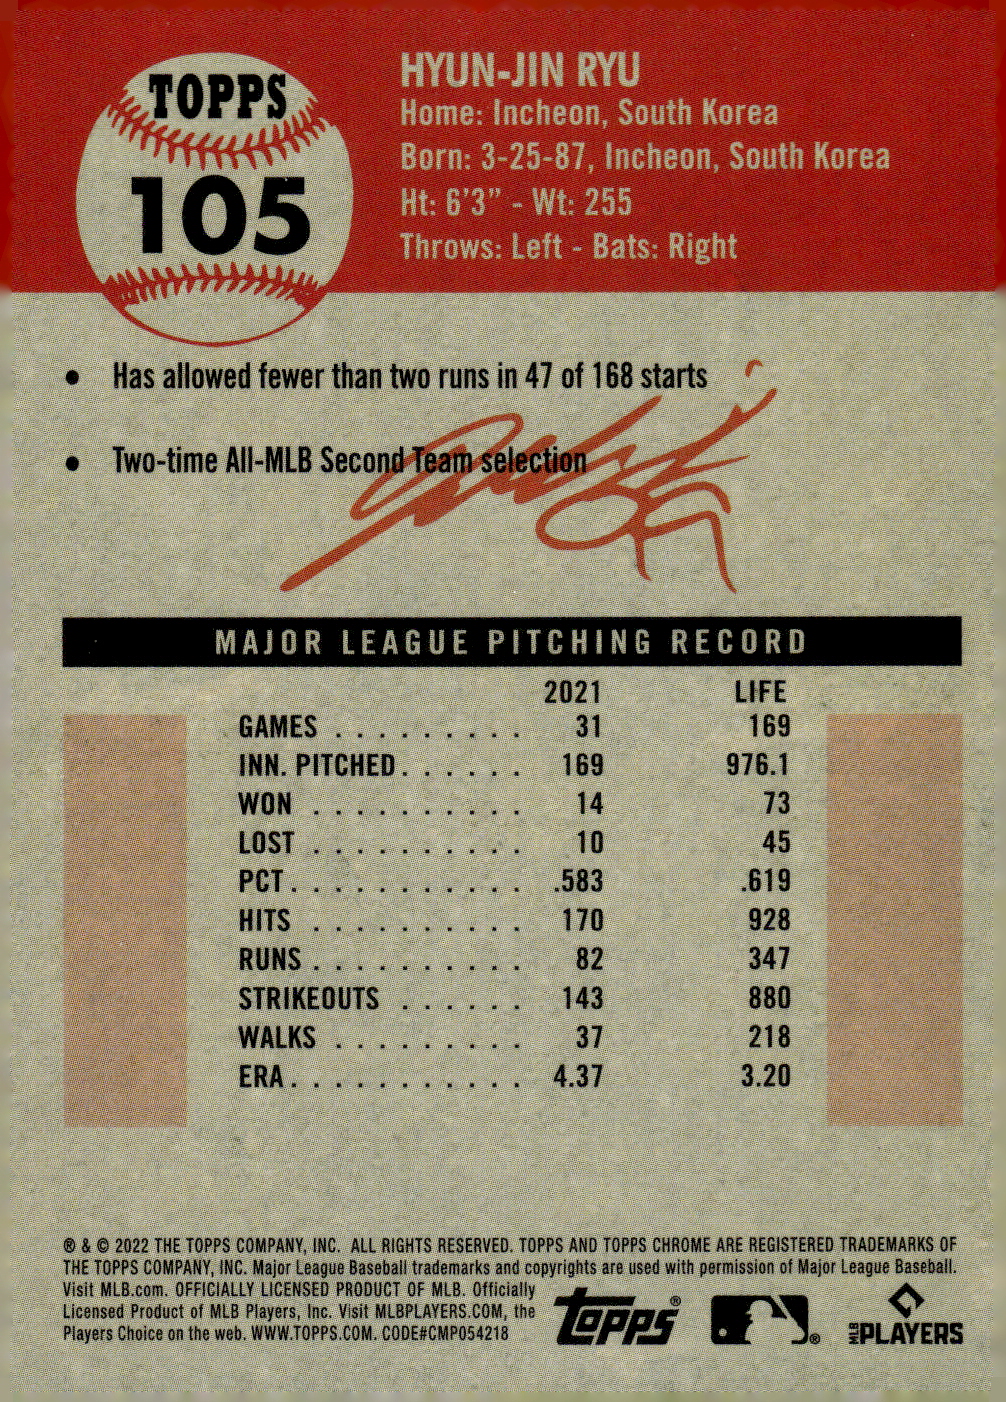 TOPPS
105
HYUN-JIN RYU
Home: Incheon, South Korea
Born: 3-25-87, Incheon, South Korea
Ht: 6'3" - Wt: 255
Throws: Left - Bats: Right
• Has allowed fewer than two runs in 47 of 168 starts
• Two-time All-MLB Second Team selection
MAJOR LEAGUE PITCHING RECORD
2021 LIFE
GAMES . . . . . . . . . 31 169
INN. PITCHED . . . . . . 169 976.1
WON . . . . . . . . . . 14 73
LOST . . . . . . . . . . 10 45
PCT . . . . . . . . . . . .583 .619
HITS . . . . . . . . . . 170 928
RUNS . . . . . . . . . . 82 347
STRIKEOUTS . . . . . . 143 880
WALKS . . . . . . . . . 37 218
ERA . . . . . . . . . . . 4.37 3.20
® & © 2022 THE TOPPS COMPANY, INC. ALL RIGHTS RESERVED. TOPPS AND TOPPS CHROME ARE REGISTERED TRADEMARKS OF
THE TOPPS COMPANY, INC. Major League Baseball trademarks and copyrights are used with permission of Major League Baseball.
Visit MLB.com. OFFICIALLY LICENSED PRODUCT OF MLB. Officially
Licensed Product of MLB Players, Inc. Visit MLBPLAYERS.COM, the
Players Choice on the web. WWW.TOPPS.COM. CODE#CMP054218
topps®
®
MLB PLAYERS